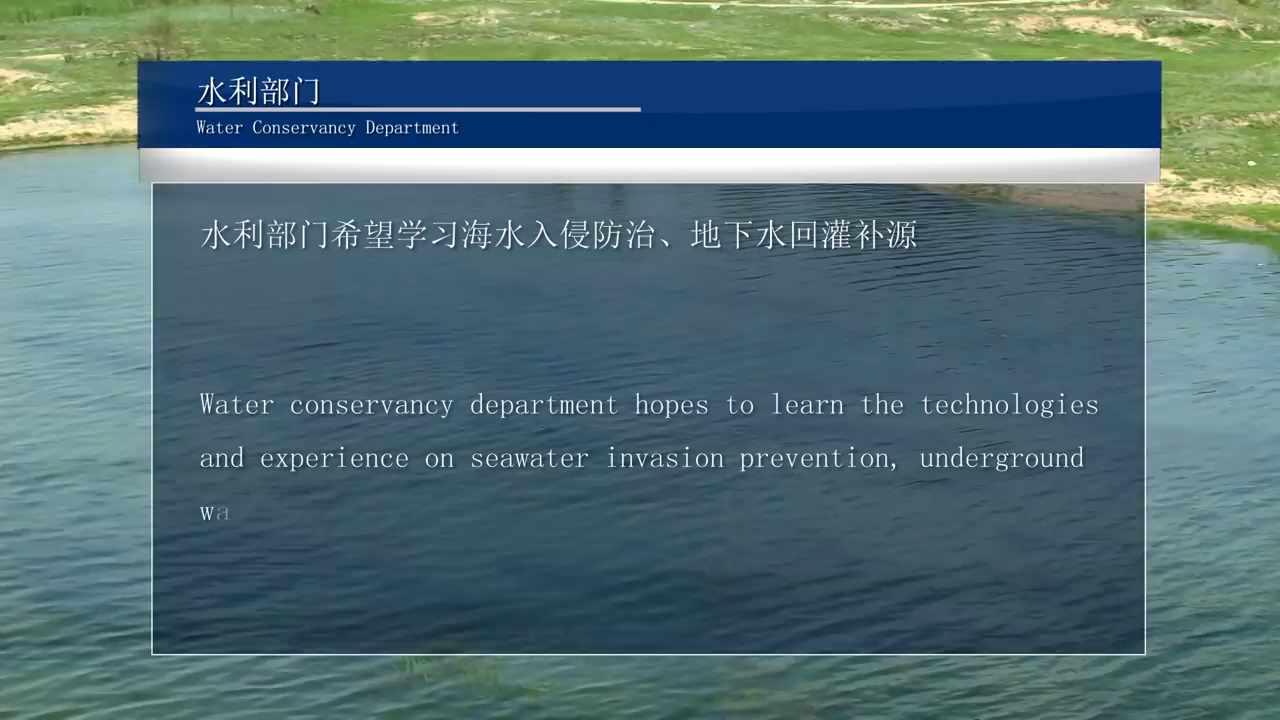 水利部门
Water Conservancy Department
水利部门希望学习海水入侵防治、地下水回灌补源
Water conservancy department hopes to learn the technologies
and experience on seawater invasion prevention, underground
wa